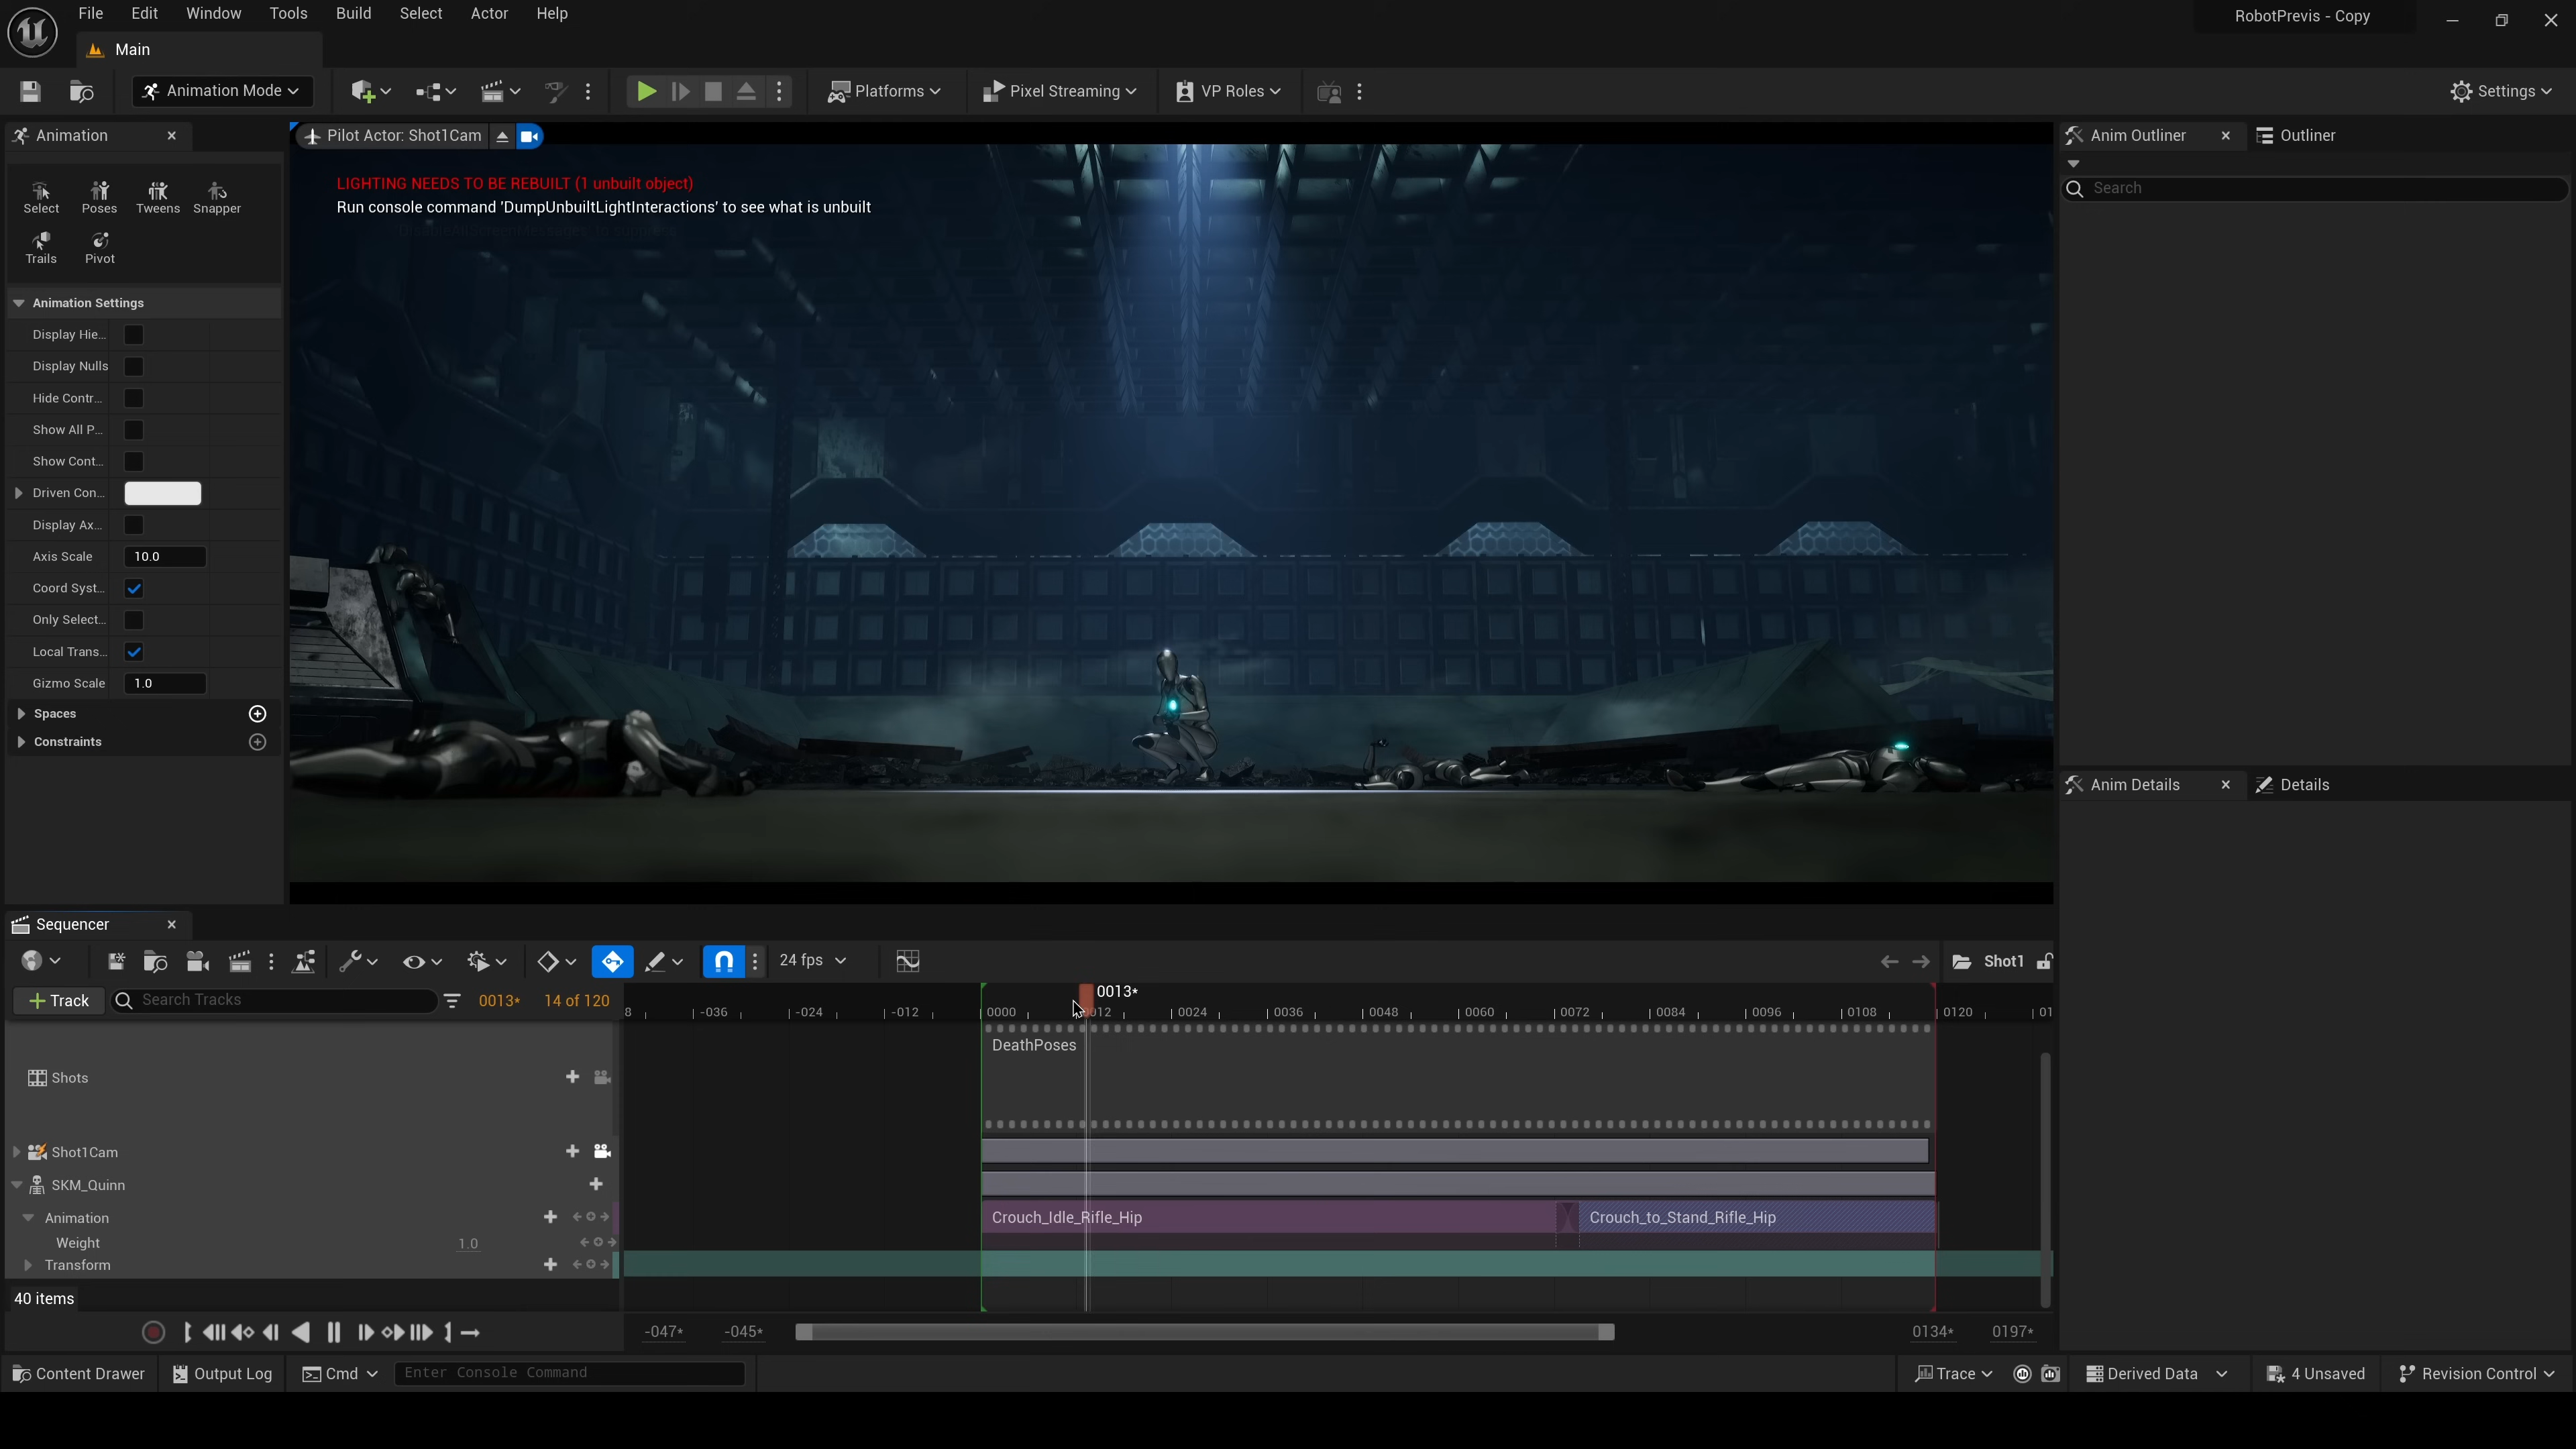 File Edit Window Tools Build Select Actor Help
RobotPrevis - Copy
Main
Animation Mode
Platforms
Pixel Streaming
VP Roles
Settings
Animation
Pilot Actor: Shot1Cam
Anim Outliner
Outliner
Search
Select Poses Tweens Snapper
Trails Pivot
LIGHTING NEEDS TO BE REBUILT (1 unbuilt object)
Run console command 'DumpUnbuiltLightInteractions' to see what is unbuilt
Animation Settings
Display Hie...
Display Nulls
Hide Contr...
Show All P...
Show Cont...
Driven Con...
Display Ax...
Axis Scale 10.0
Coord Syst...
Only Select...
Local Trans...
Gizmo Scale 1.0
Spaces
Constraints
Anim Details
Details
Sequencer
24 fps
Shot1
Track
Search Tracks
0013*
14 of 120
0013*
8 -036 -024 -012 0000 012 0024 0036 0048 0060 0072 0084 0096 0108 0120 01
DeathPoses
Shots
Shot1Cam
SKM_Quinn
Animation
Crouch_Idle_Rifle_Hip
Crouch_to_Stand_Rifle_Hip
Weight 1.0
Transform
40 items
-047* -045* 0134* 0197*
Content Drawer
Output Log
Cmd
Enter Console Command
Trace
Derived Data
4 Unsaved
Revision Control